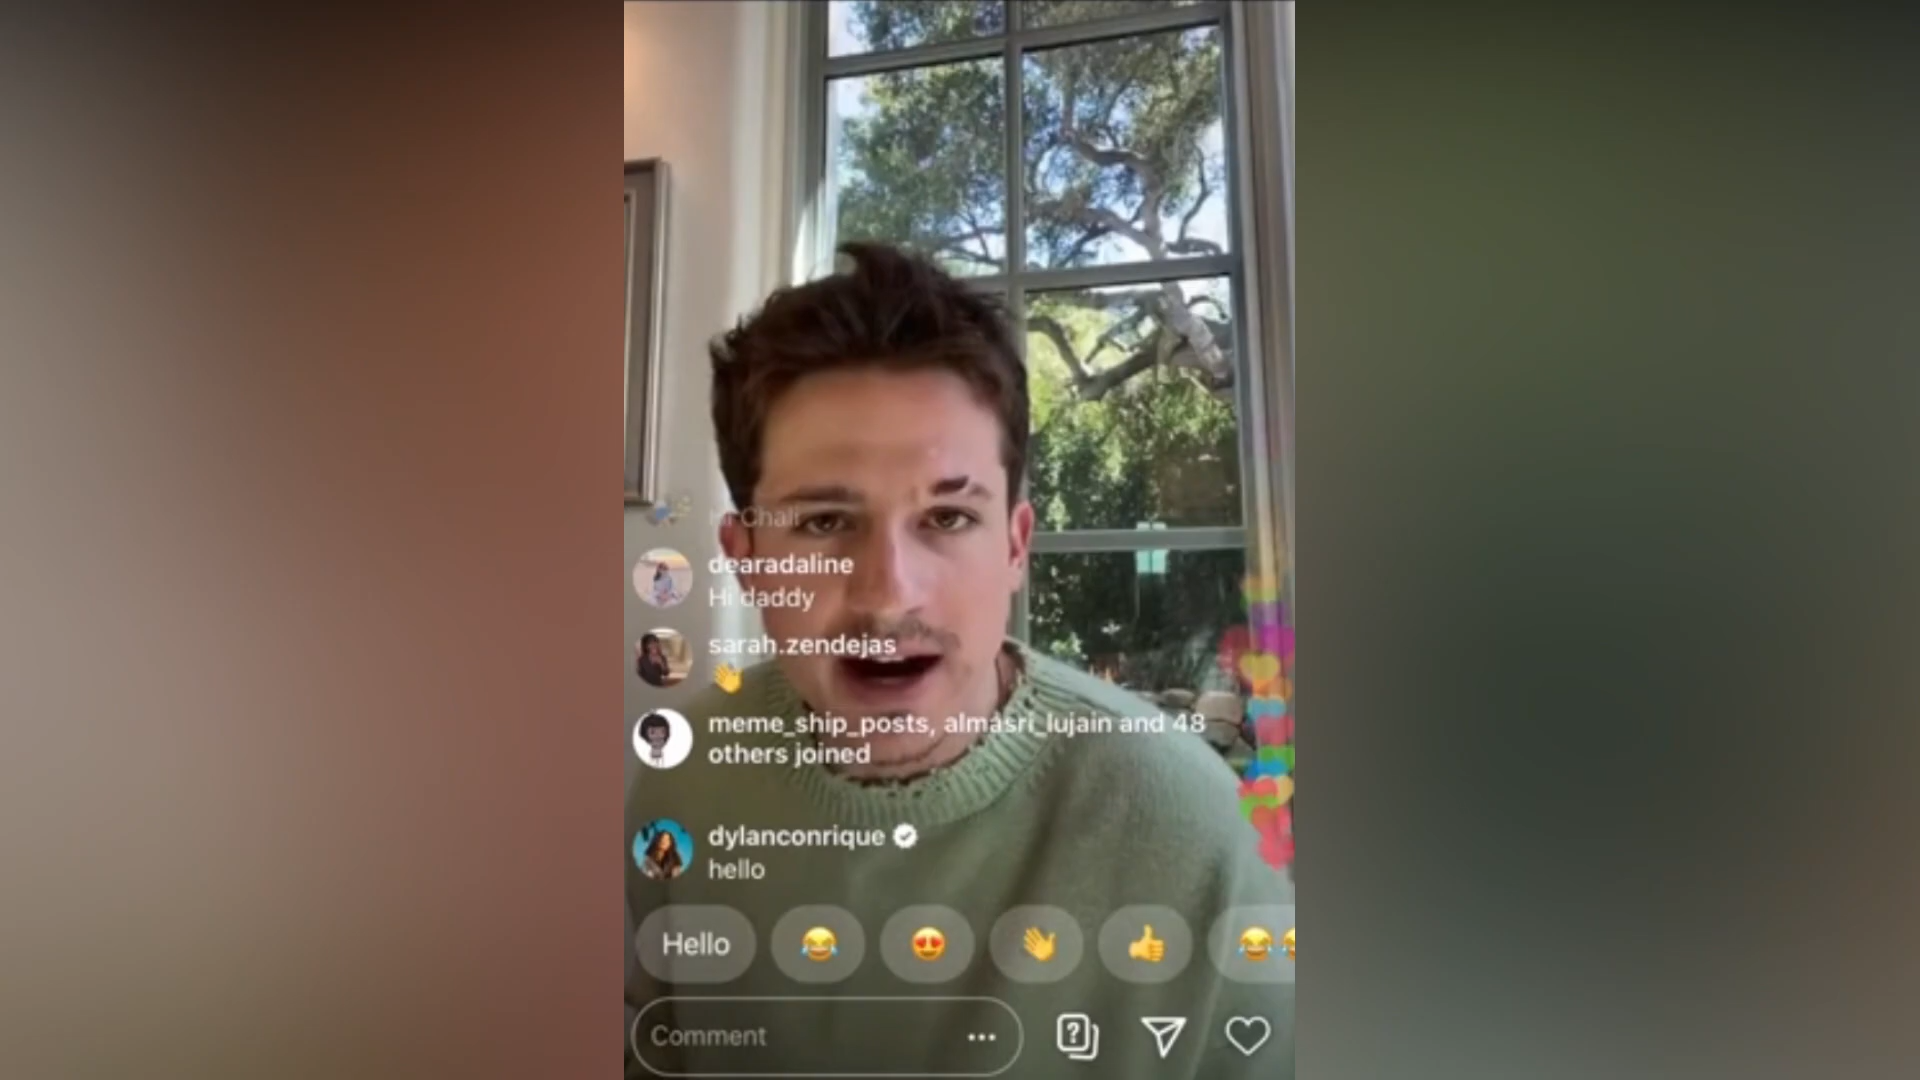 dearadaline
Hi daddy
sarah.zendejas
meme_ship_posts, almasri_lujain and 48
others joined
dylanconrique
hello
Hello
Comment